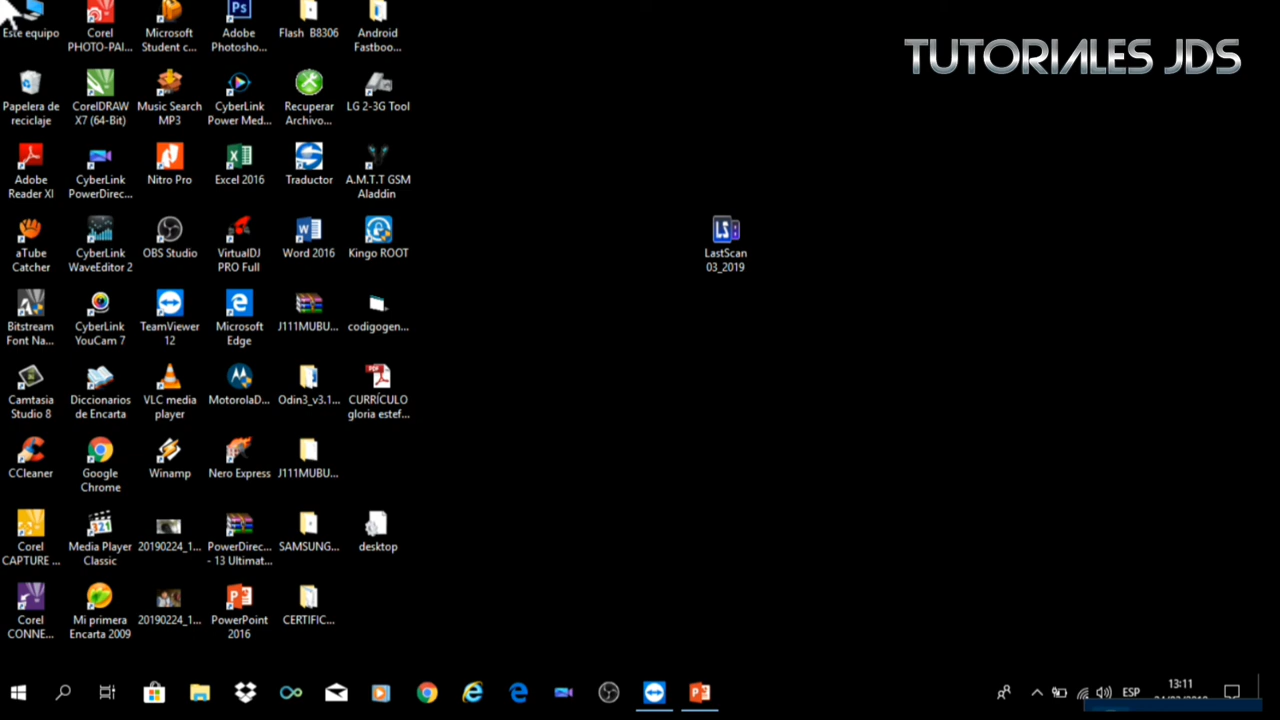 TUTORIALES JDS
Este equipo
Corel
PHOTO-PAI...
Microsoft
Student c...
Adobe
Photosho...
Flash B8306
Android
Fastboo...
Papelera de
reciclaje
CorelDRAW
X7 (64-Bit)
Music Search
MP3
CyberLink
Power Med...
Recuperar
Archivo...
LG 2-3G Tool
Adobe
Reader XI
CyberLink
PowerDirec...
Nitro Pro
Excel 2016
Traductor
A.M.T.T GSM
Aladdin
aTube
Catcher
CyberLink
WaveEditor 2
OBS Studio
VirtualDJ
PRO Full
Word 2016
Kingo ROOT
LastScan
03_2019
Bitstream
Font Na...
CyberLink
YouCam 7
TeamViewer
12
Microsoft
Edge
J111MUBU...
codigogen...
Camtasia
Studio 8
Diccionarios
de Encarta
VLC media
player
MotorolaD...
Odin3_v3.1...
CURRÍCULO
gloria estef...
CCleaner
Google
Chrome
Winamp
Nero Express
J111MUBU...
Corel
CAPTURE ...
Media Player
Classic
20190224_1...
PowerDirec...
- 13 Ultimat...
SAMSUNG...
desktop
Corel
CONNE...
Mi primera
Encarta 2009
20190224_1...
PowerPoint
2016
CERTIFIC...
ESP
13:11